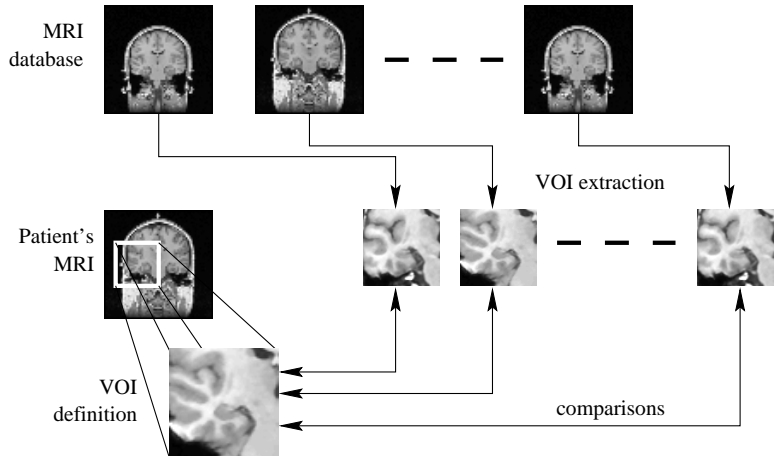 MRI
database
VOI extraction
Patient's
MRI
VOI
definition
comparisons